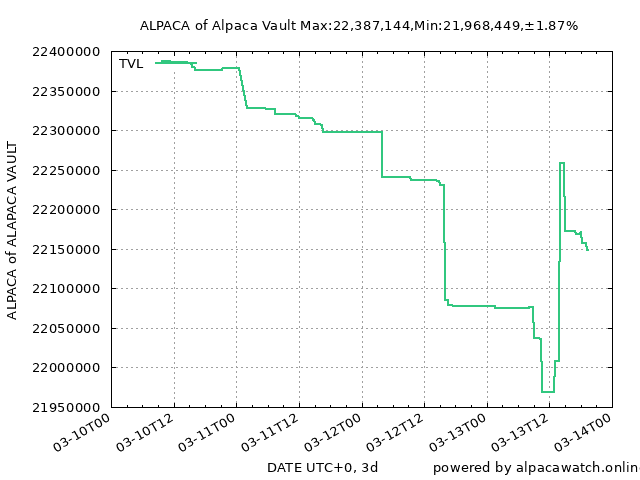 ALPACA of Alpaca Vault Max:22,387,144,Min:21,968,449,±1.87%
ALPACA of ALAPACA VAULT
TVL
22400000
22350000
22300000
22250000
22200000
22150000
22100000
22050000
22000000
21950000
03-10T00
03-10T12
03-11T00
03-11T12
03-12T00
03-12T12
03-13T00
03-13T12
03-14T00
DATE UTC+0, 3d
powered by alpacawatch.onlin